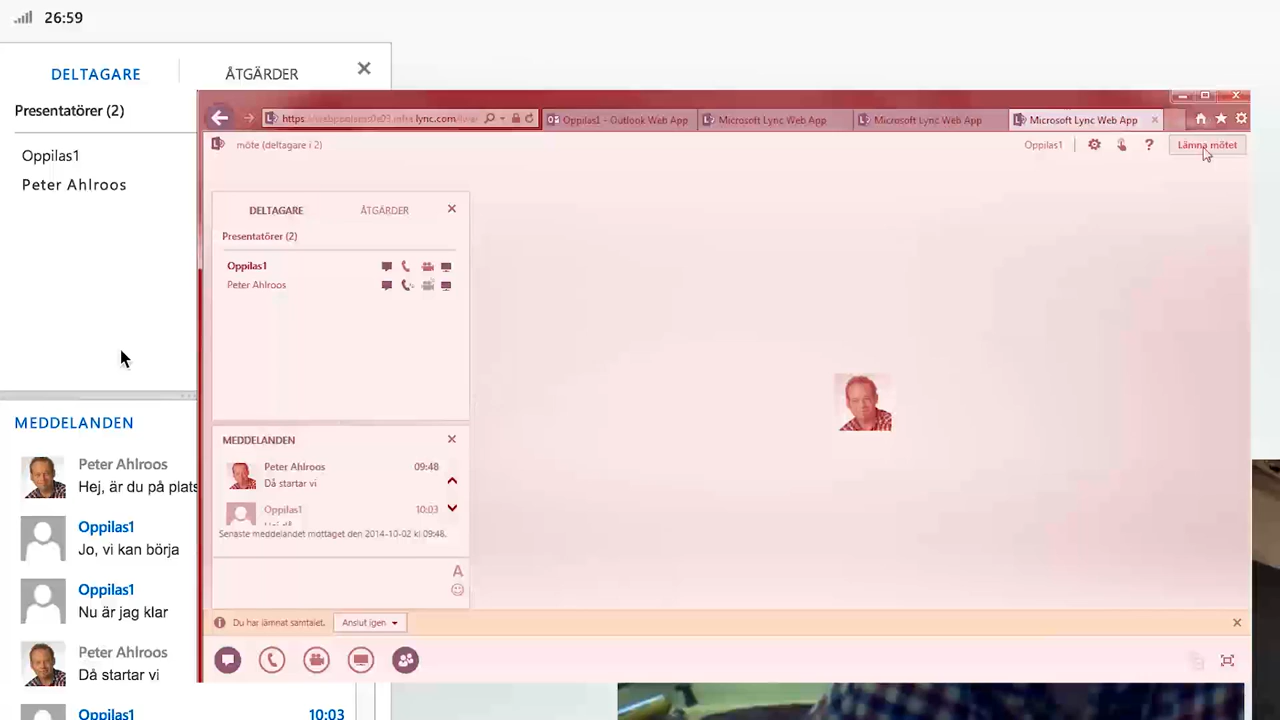 26:59
DELTAGARE
ÅTGÄRDER
Presentatörer (2)
Oppilas1
Peter Ahlroos
MEDDELANDEN
Peter Ahlroos
Hej, är du på plats
Oppilas1
Jo, vi kan börja
Oppilas1
Nu är jag klar
Peter Ahlroos
Då startar vi
Oppilas1
10:03
https://
lync.com
Oppilas1 - Outlook Web App
Microsoft Lync Web App
Microsoft Lync Web App
Microsoft Lync Web App
möte (deltagare i 2)
Oppilas1
?
Lämna mötet
DELTAGARE
ÅTGÄRDER
Presentatörer (2)
Oppilas1
Peter Ahlroos
MEDDELANDEN
Peter Ahlroos
09:48
Då startar vi
Oppilas1
10:03
Senaste meddelandet mottaget den 2014-10-02 kl 09:48.
A
Du har lämnat samtalet.
Anslut igen